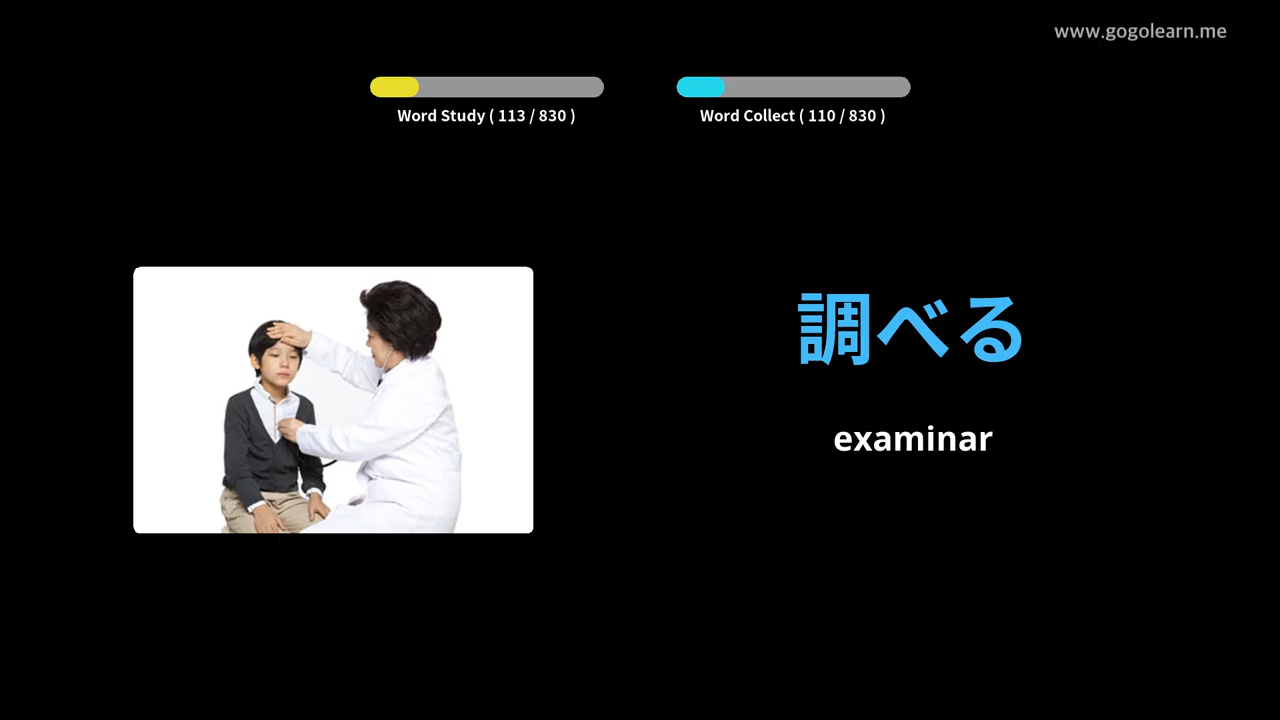 www.gogolearn.me
Word Study ( 113 / 830 )
Word Collect ( 110 / 830 )
調べる
examinar